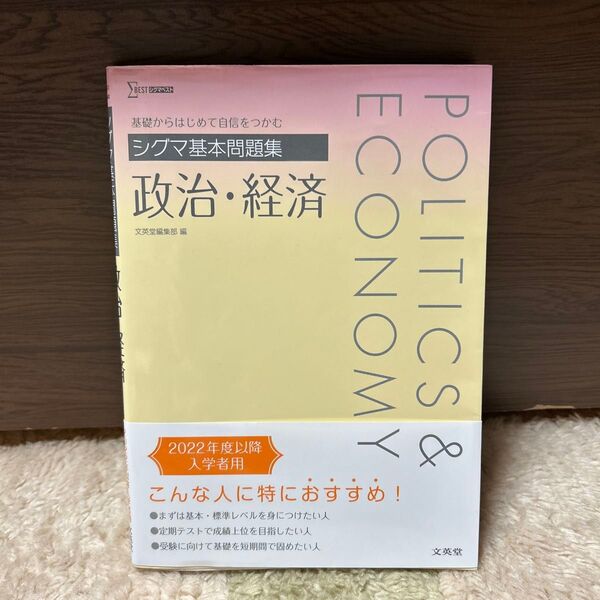 ΣBEST シグマベスト
基礎からはじめて自信をつかむ
シグマ基本問題集
政治・経済
文英堂編集部 編
POLITICS &
ECONOMY
2022年度以降
入学者用
こんな人に特におすすめ！
●まずは基本・標準レベルを身につけたい人
●定期テストで成績上位を目指したい人
●受験に向けて基礎を短期間で固めたい人
文英堂